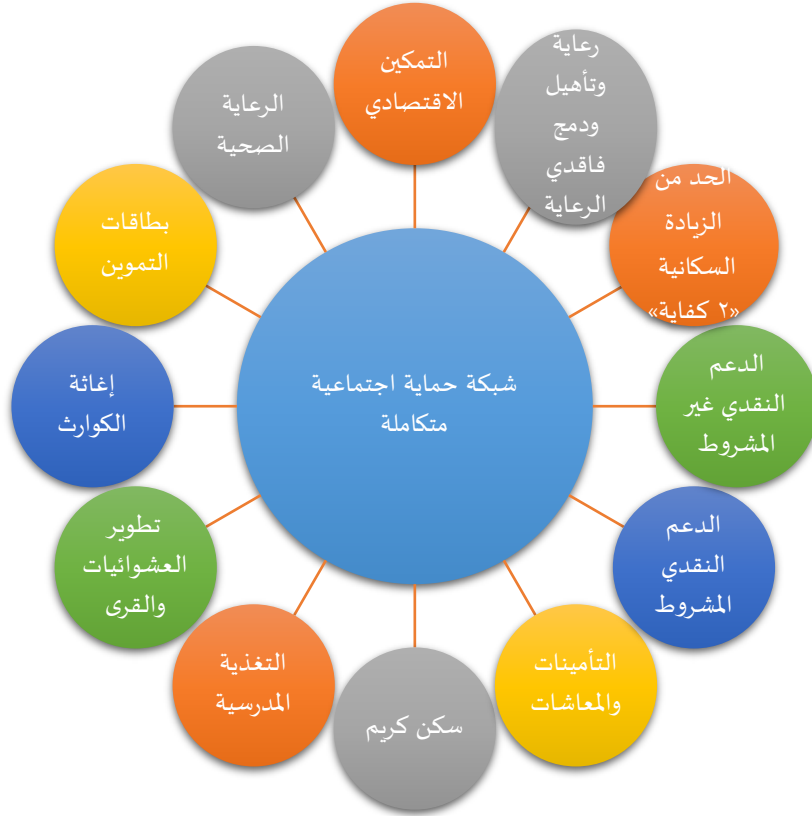 شبكة حماية اجتماعية
متكاملة
التمكين
الاقتصادي
رعاية
وتأهيل
ودمج
فاقدي
الرعاية
الحد من
الزيادة
السكانية
«٢ كفاية»
الدعم
النقدي غير
المشروط
الدعم
النقدي
المشروط
التأمينات
والمعاشات
سكن كريم
التغذية
المدرسية
تطوير
العشوائيات
والقرى
إغاثة
الكوارث
بطاقات
التموين
الرعاية
الصحية